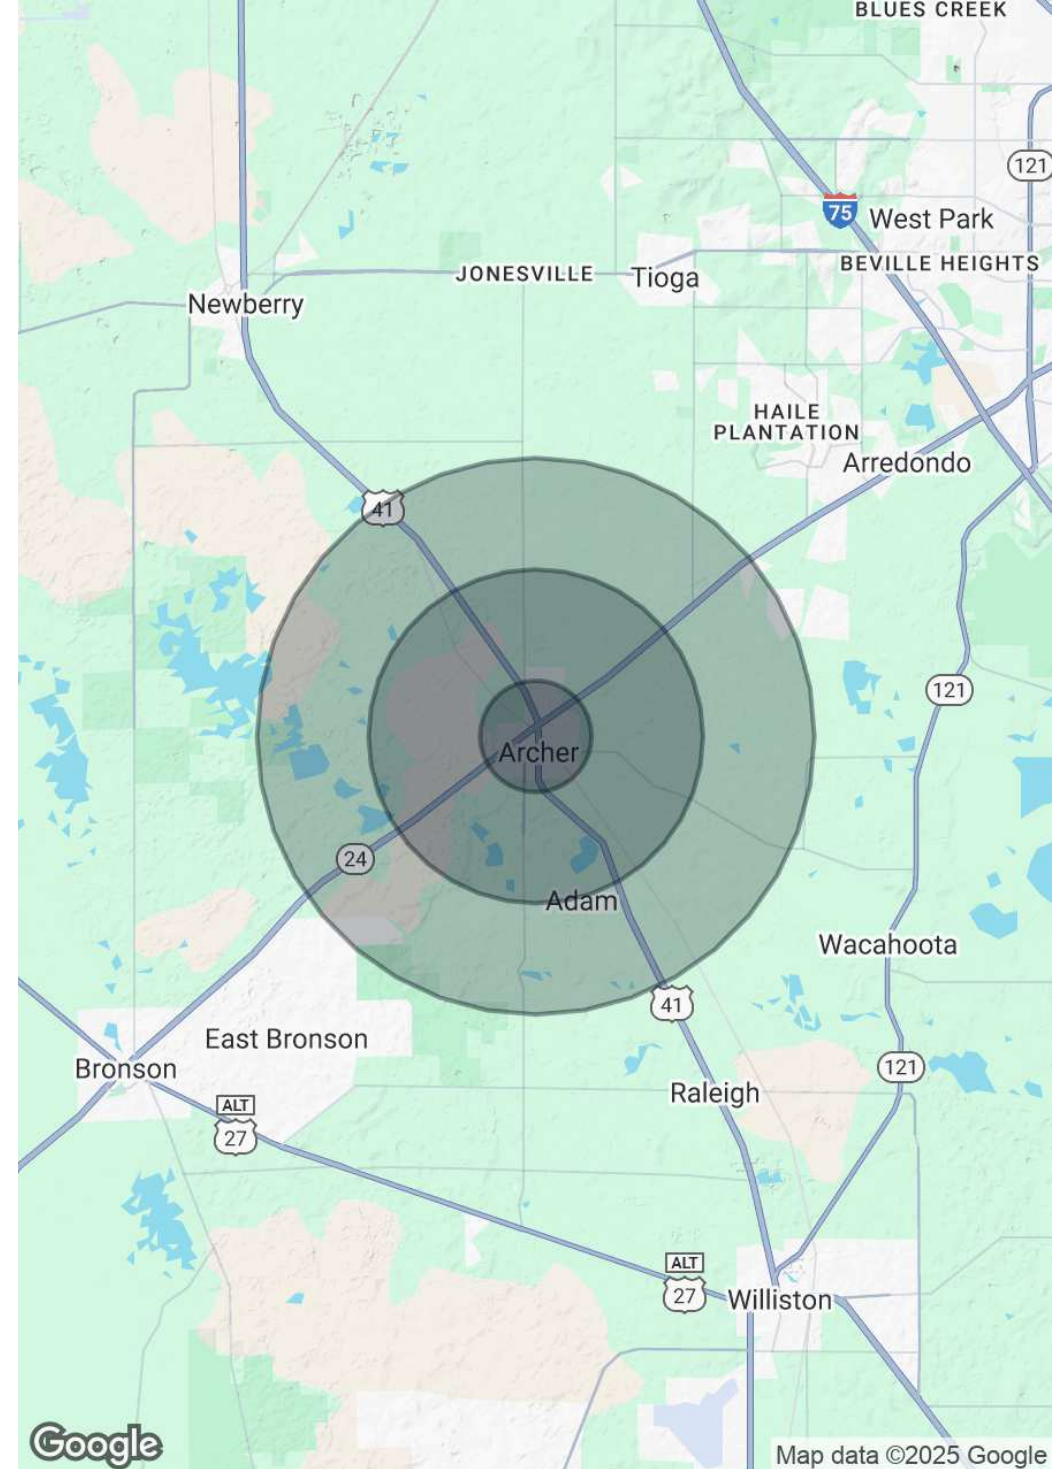 BLUES CREEK
121
75
West Park
BEVILLE HEIGHTS
JONESVILLE
Tioga
Newberry
HAILE
PLANTATION
Arredondo
41
121
Archer
24
Adam
Wacahoota
41
East Bronson
Bronson
121
Raleigh
ALT
27
ALT
27
Williston
Google
Map data ©2025 Google